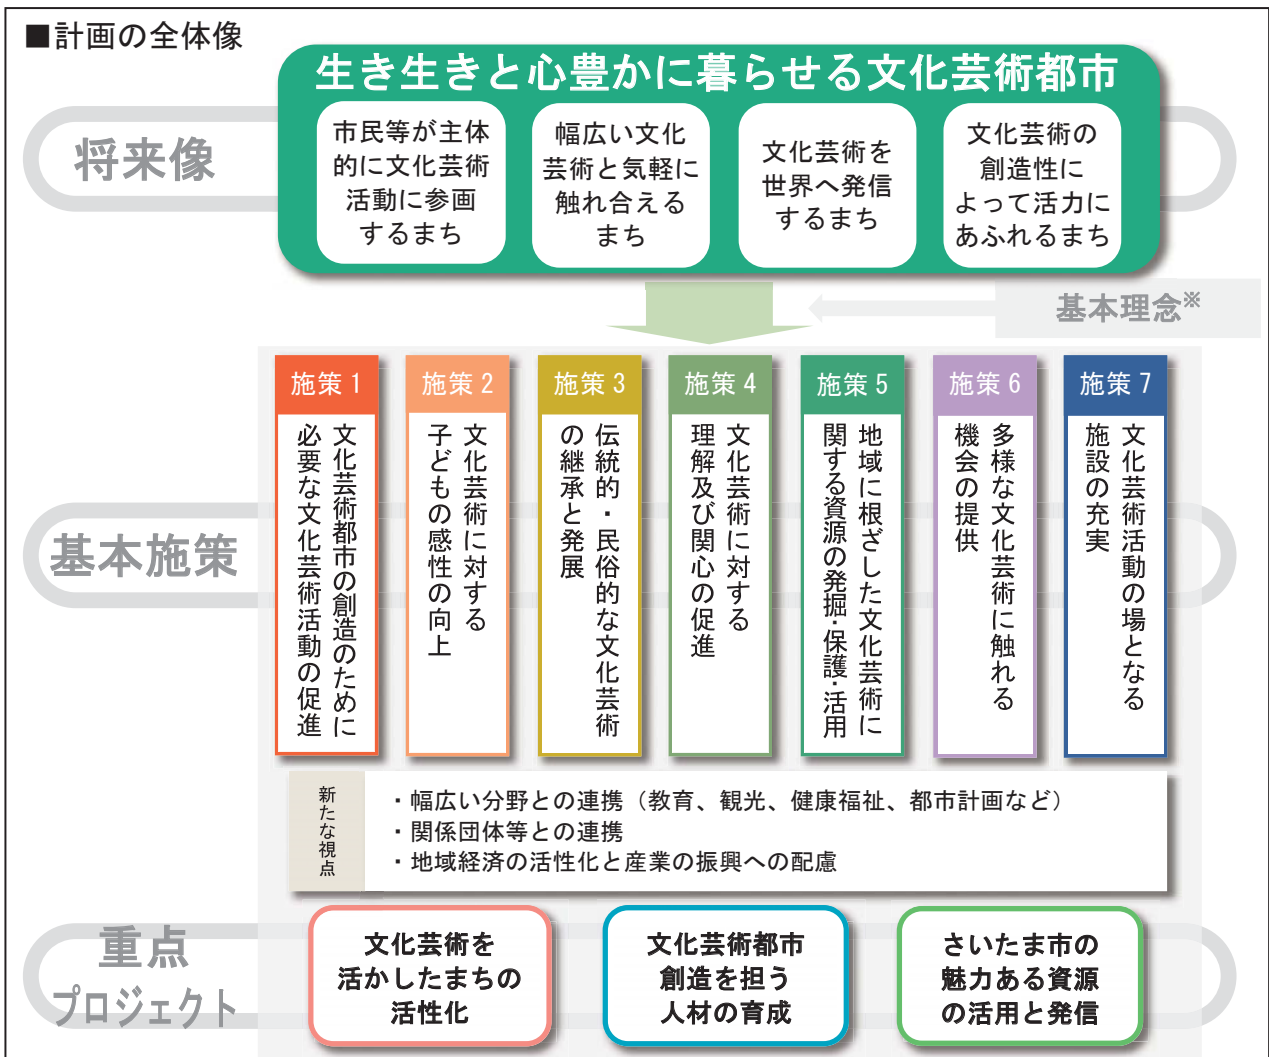 ■計画の全体像
生き生きと心豊かに暮らせる文化芸術都市
将来像
市民等が主体
的に文化芸術
活動に参画
するまち
幅広い文化
芸術と気軽に
触れ合える
まち
文化芸術を
世界へ発信
するまち
文化芸術の
創造性に
よって活力に
あふれるまち
基本理念※
基本施策
施策1
文化芸術都市の創造のために
必要な文化芸術活動の促進
施策2
文化芸術に対する
子どもの感性の向上
施策3
伝統的・民俗的な文化芸術
の継承と発展
施策4
文化芸術に対する
理解及び関心の促進
施策5
地域に根ざした文化芸術に
関する資源の発掘・保護・活用
施策6
多様な文化芸術に触れる
機会の提供
施策7
文化芸術活動の場となる
施設の充実
新たな視点
・幅広い分野との連携（教育、観光、健康福祉、都市計画など）
・関係団体等との連携
・地域経済の活性化と産業の振興への配慮
重点
プロジェクト
文化芸術を
活かしたまちの
活性化
文化芸術都市
創造を担う
人材の育成
さいたま市の
魅力ある資源
の活用と発信